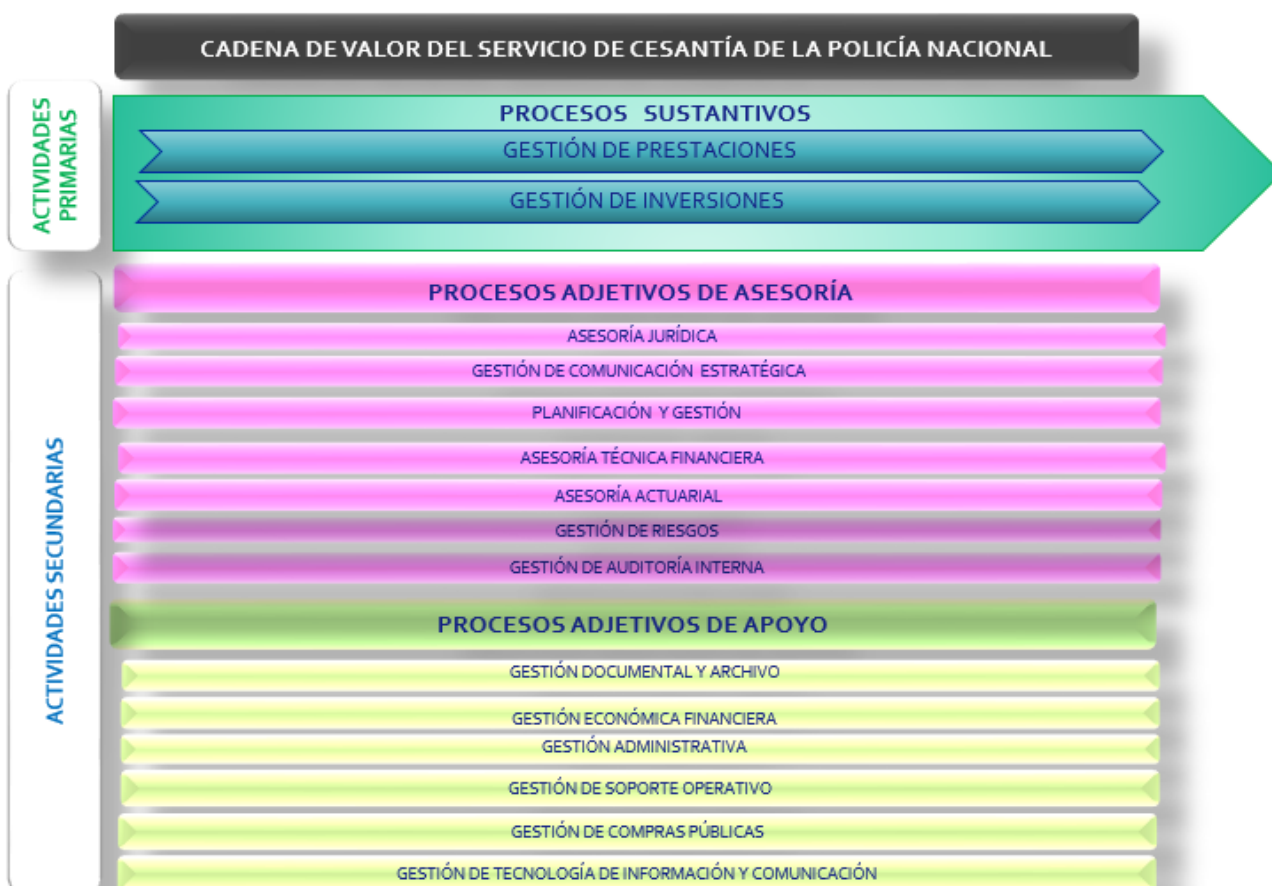 CADENA DE VALOR DEL SERVICIO DE CESANTÍA DE LA POLICÍA NACIONAL
ACTIVIDADES
PRIMARIAS
PROCESOS SUSTANTIVOS
GESTIÓN DE PRESTACIONES
GESTIÓN DE INVERSIONES
ACTIVIDADES SECUNDARIAS
PROCESOS ADJETIVOS DE ASESORÍA
ASESORÍA JURÍDICA
GESTIÓN DE COMUNICACIÓN ESTRATÉGICA
PLANIFICACIÓN Y GESTIÓN
ASESORÍA TÉCNICA FINANCIERA
ASESORÍA ACTUARIAL
GESTIÓN DE RIESGOS
GESTIÓN DE AUDITORÍA INTERNA
PROCESOS ADJETIVOS DE APOYO
GESTIÓN DOCUMENTAL Y ARCHIVO
GESTIÓN ECONÓMICA FINANCIERA
GESTIÓN ADMINISTRATIVA
GESTIÓN DE SOPORTE OPERATIVO
GESTIÓN DE COMPRAS PÚBLICAS
GESTIÓN DE TECNOLOGÍA DE INFORMACIÓN Y COMUNICACIÓN